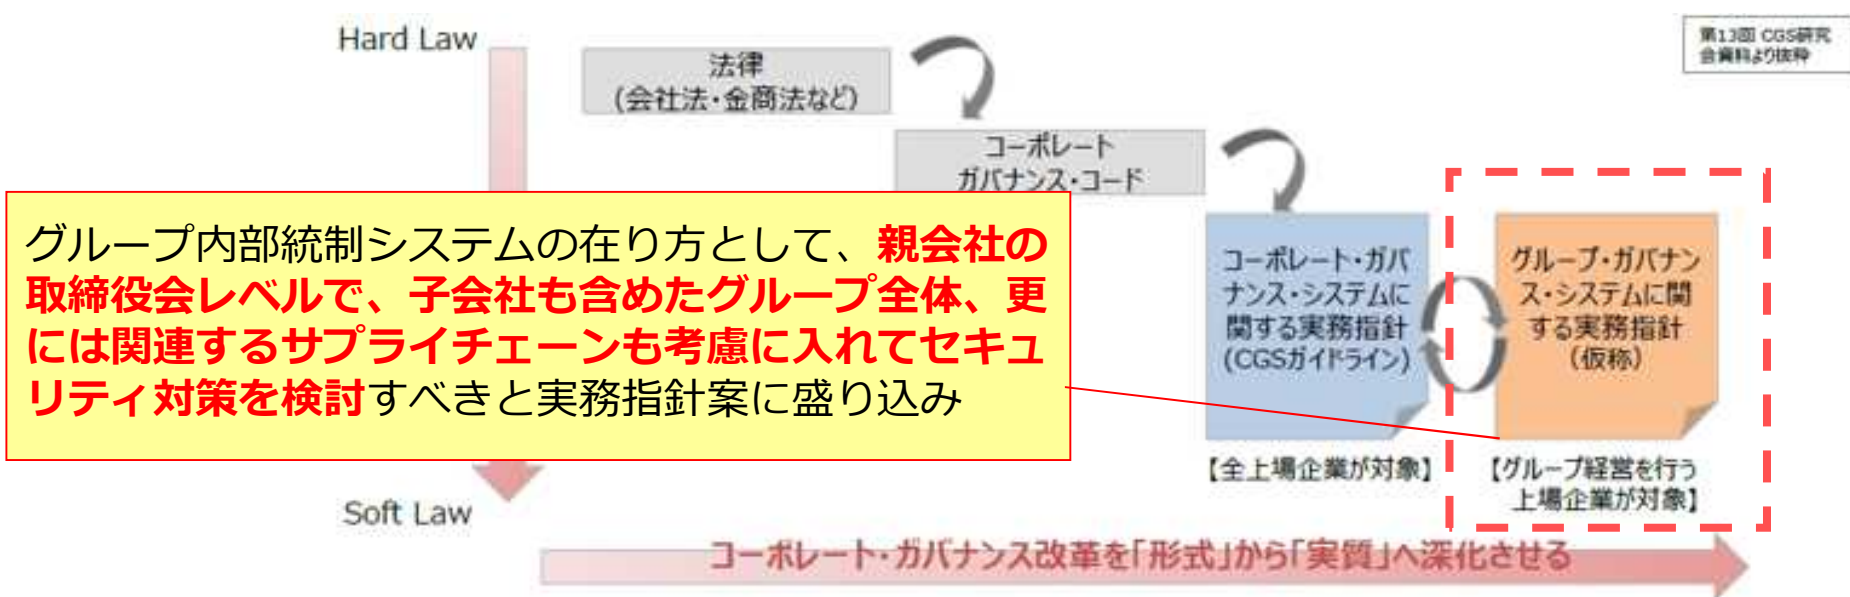 Hard Law
第13回 CGS研究
会資料より抜粋
法律
(会社法・金商法など)
コーポレート
ガバナンス・コード
グループ内部統制システムの在り方として、親会社の
取締役会レベルで、子会社も含めたグループ全体、更
には関連するサプライチェーンも考慮に入れてセキュ
リティ対策を検討すべきと実務指針案に盛り込み
コーポレート・ガバ
ナンス・システムに
関する実務指針
(CGSガイドライン)
グループ・ガバナン
ス・システムに関
する実務指針
(仮称)
【全上場企業が対象】
【グループ経営を行う
上場企業が対象】
Soft Law
コーポレート・ガバナンス改革を「形式」から「実質」へ深化させる